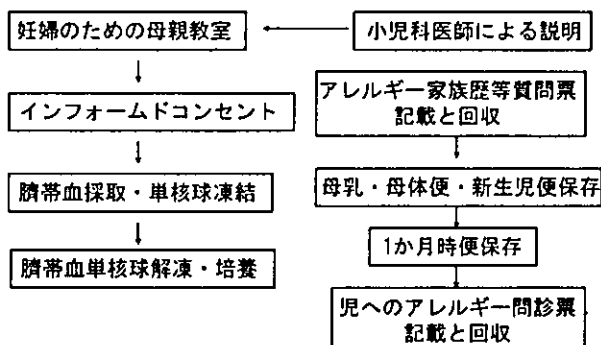 妊婦のための母親教室
小児科医師による説明
インフォームドコンセント
アレルギー家族歴等質問票
記載と回収
臍帯血採取・単核球凍結
母乳・母体便・新生児便保存
臍帯血単核球解凍・培養
1か月時便保存
児へのアレルギー問診票
記載と回収